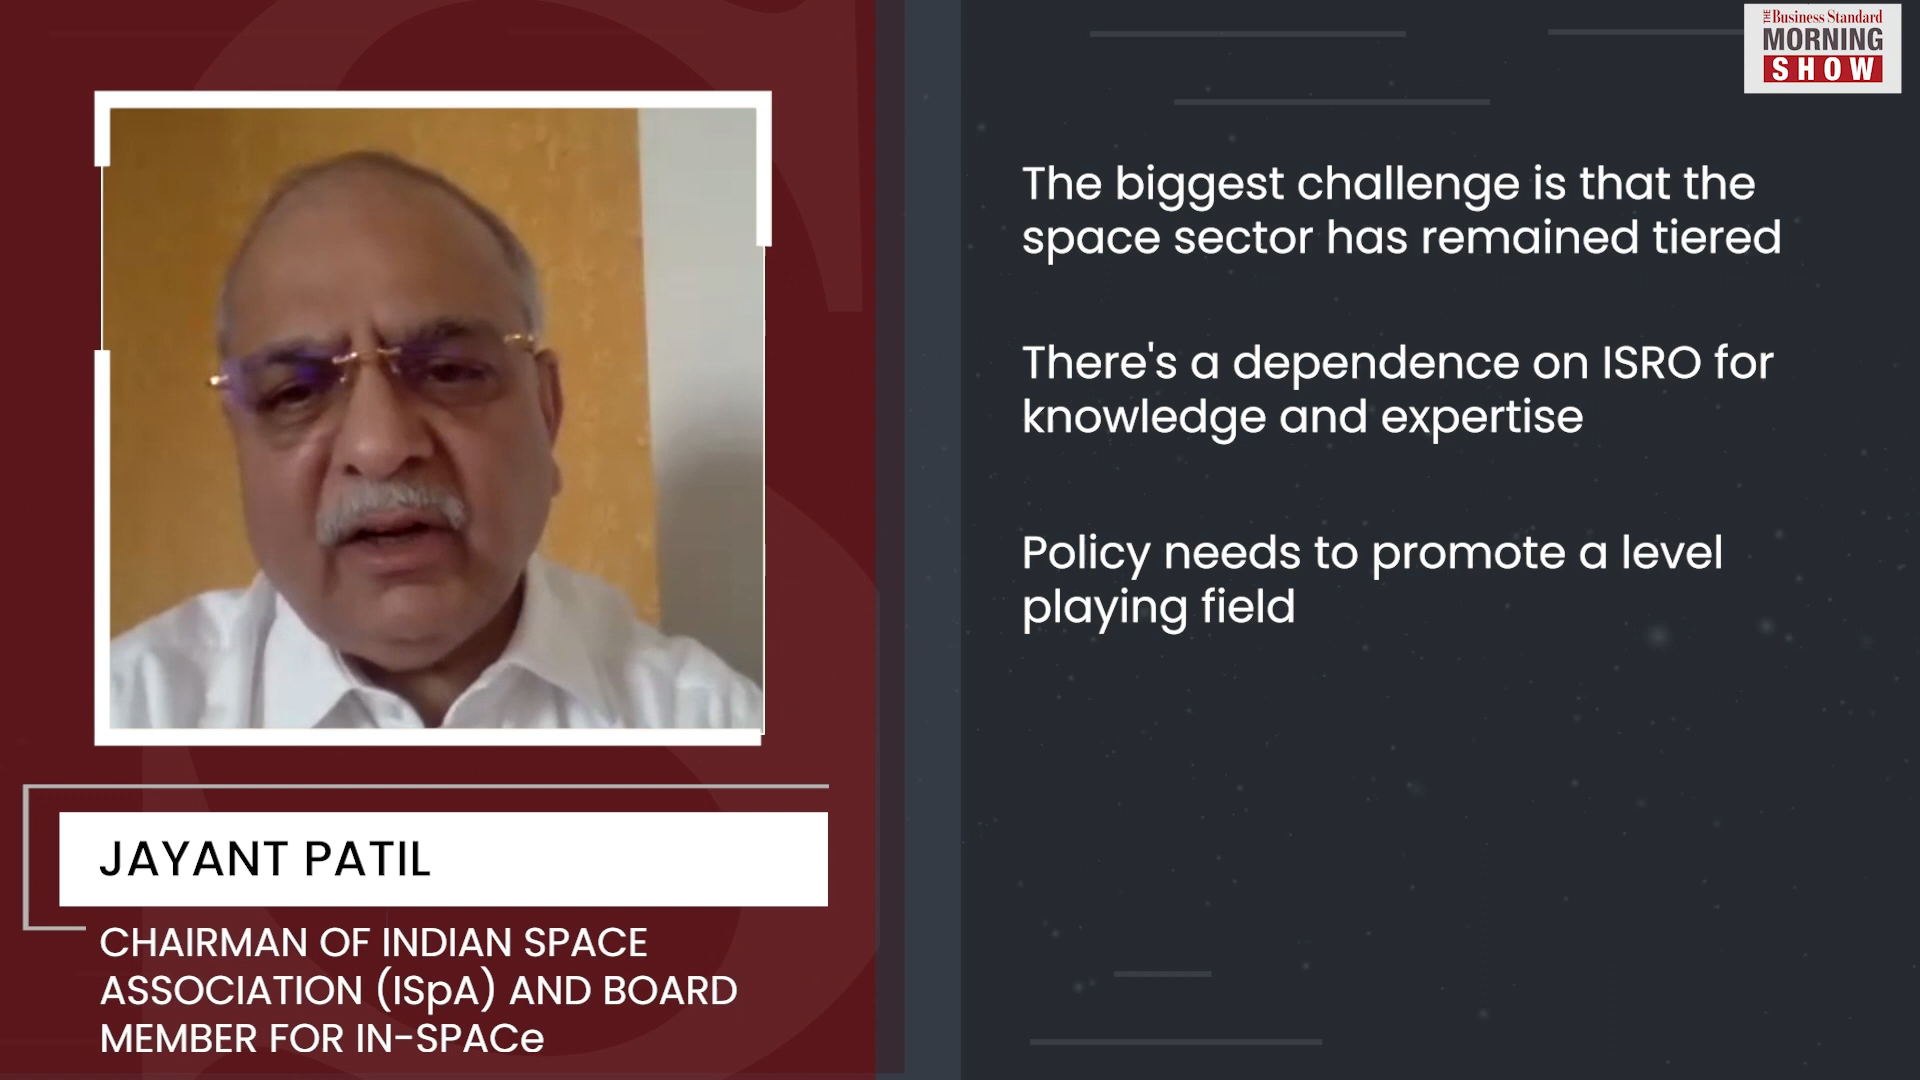 THE Business Standard
MORNING
SHOW
The biggest challenge is that the
space sector has remained tiered
There's a dependence on ISRO for
knowledge and expertise
Policy needs to promote a level
playing field
JAYANT PATIL
CHAIRMAN OF INDIAN SPACE
ASSOCIATION (ISpA) AND BOARD
MEMBER FOR IN-SPACe